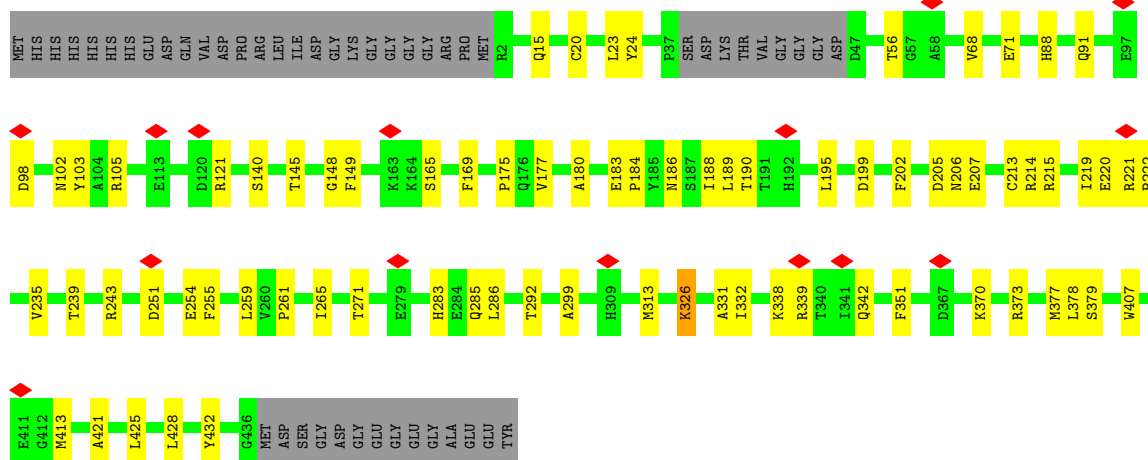 MET HIS HIS HIS HIS HIS HIS GLU ASP GLN VAL ASP PRO ARG LEU ILE ASP GLY LYS GLY GLY GLY GLY ARG PRO MET R2 Q15 C20 L23 Y24 P37 SER ASP LYS THR VAL GLY GLY GLY ASP D47 T56 G57 A58 V68 E71 H88 Q91 E97
D98 N102 Y103 A104 R105 E113 D120 R121 S140 T145 G148 F149 K163 K164 S165 F169 P175 Q176 V177 A180 E183 P184 Y185 N186 S187 I188 L189 T190 T191 H192 L195 D199 F202 D205 N206 E207 C213 R214 R215 I219 E220 R221
V235 T239 R243 D251 E254 F255 L259 V260 P261 I265 T271 E279 H283 E284 Q285 L286 T292 A299 H309 M313 K326 A331 I332 K338 R339 T340 I341 Q342 F351 D367 K370 R373 M377 L378 S379 W407
E411 G412 M413 A421 L425 L428 Y432 G436 MET ASP SER GLY ASP GLY GLU GLY GLU GLY ALA GLU GLU TYR